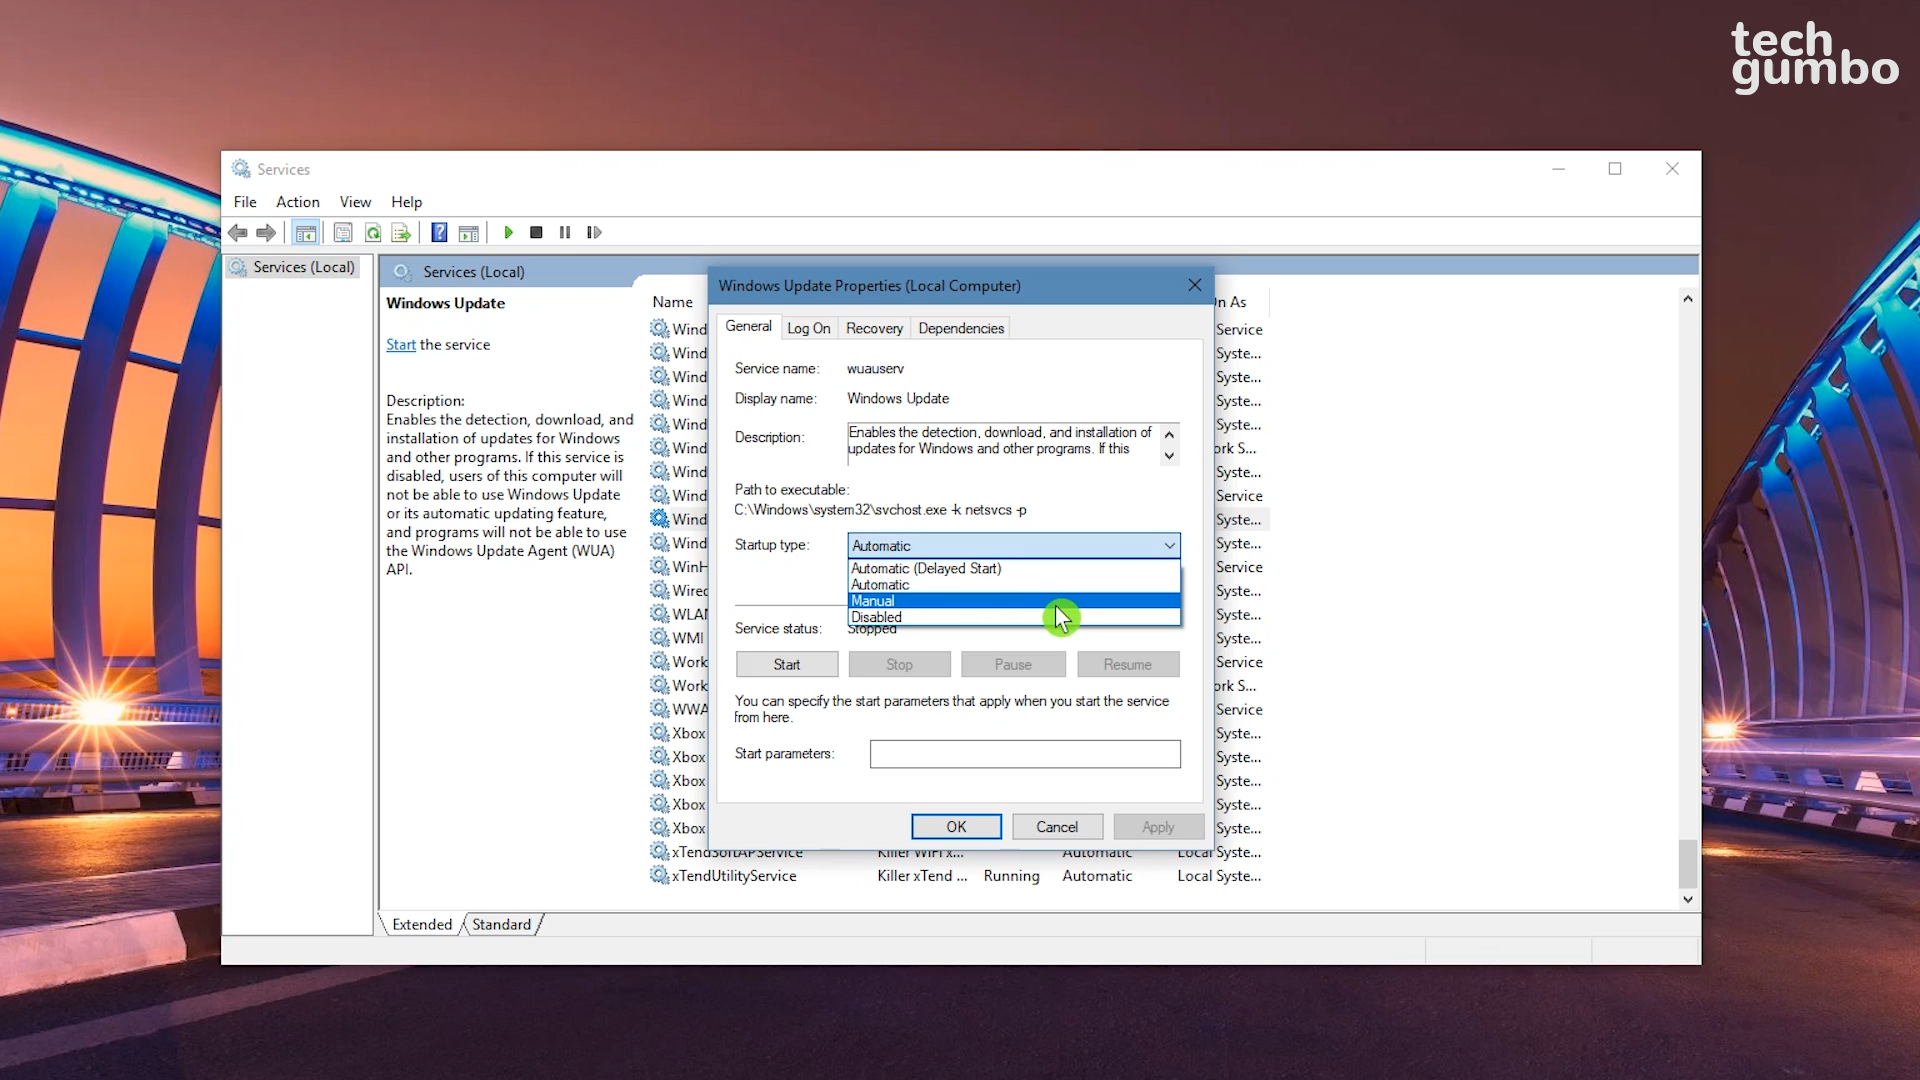 tech
gumbo
Services
File Action View Help
Services (Local)
Services (Local)
Windows Update
Start the service
Description:
Enables the detection, download, and
installation of updates for Windows
and other programs. If this service is
disabled, users of this computer will
not be able to use Windows Update
or its automatic updating feature,
and programs will not be able to use
the Windows Update Agent (WUA)
API.
Name
Wind
Wind
Wind
Wind
Wind
Wind
Wind
Wind
Wind
Wind
WinH
Wired
WLAN
WMI
Work
Work
WWA
Xbox
Xbox
Xbox
Xbox
Xbox
xTendSoftAPService Killer WiFi x... Automatic Local Syste...
xTendUtilityService Killer xTend ... Running Automatic Local Syste...
n As
Service
Syste...
Syste...
Syste...
Syste...
rk S...
Syste...
Service
Syste...
Syste...
Service
Syste...
Syste...
Syste...
Service
ork S...
Service
Syste...
Syste...
Syste...
Syste...
Syste...
Windows Update Properties (Local Computer)
General Log On Recovery Dependencies
Service name: wuauserv
Display name: Windows Update
Description: Enables the detection, download, and installation of
updates for Windows and other programs. If this
Path to executable:
C:\Windows\system32\svchost.exe -k netsvcs -p
Startup type: Automatic
Automatic (Delayed Start)
Automatic
Manual
Disabled
Service status: Stopped
Start Stop Pause Resume
You can specify the start parameters that apply when you start the service
from here.
Start parameters:
OK Cancel Apply
Extended Standard